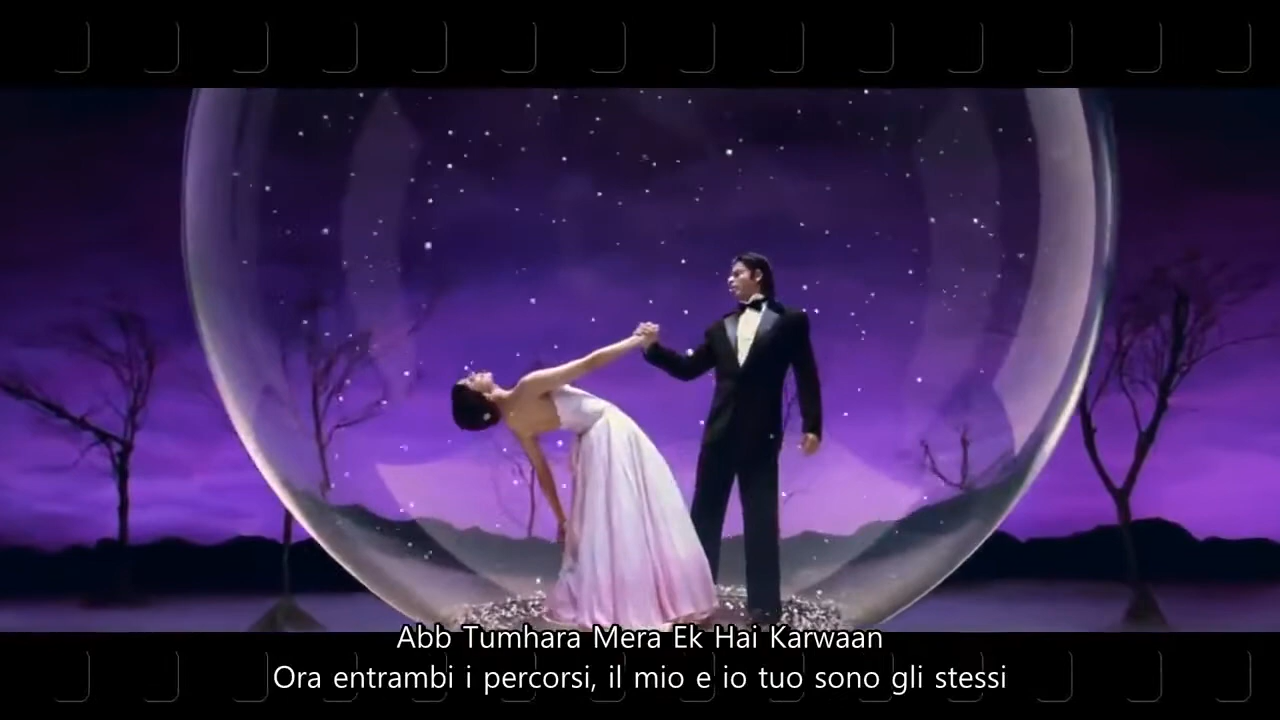 Abb Tumhara Mera Ek Hai Karwaan
Ora entrambi i percorsi, il mio e io tuo sono gli stessi